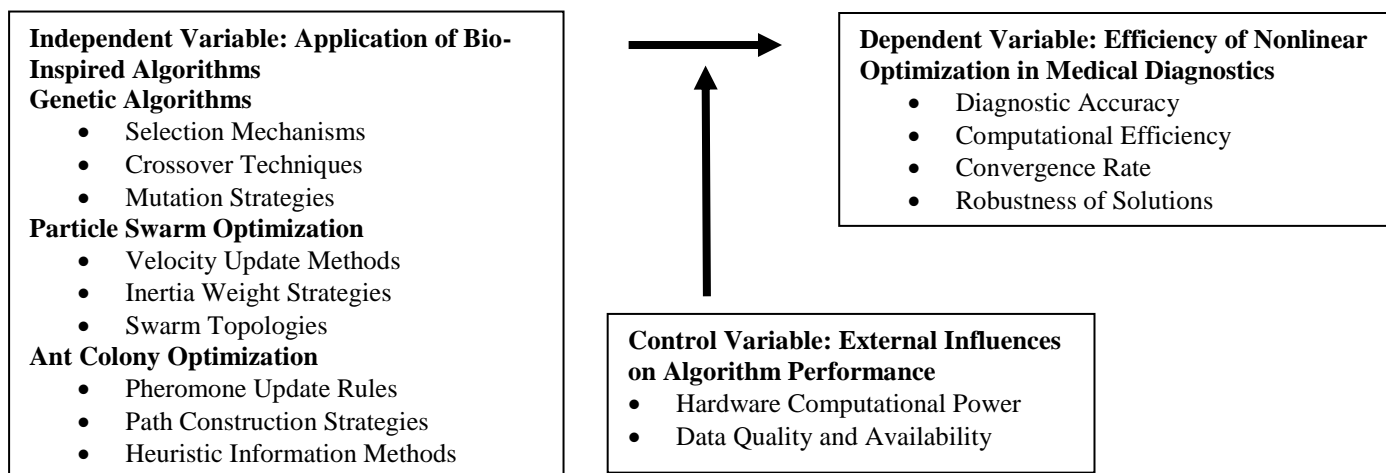 Independent Variable: Application of Bio-
Inspired Algorithms
Genetic Algorithms
• Selection Mechanisms
• Crossover Techniques
• Mutation Strategies
Particle Swarm Optimization
• Velocity Update Methods
• Inertia Weight Strategies
• Swarm Topologies
Ant Colony Optimization
• Pheromone Update Rules
• Path Construction Strategies
• Heuristic Information Methods
Dependent Variable: Efficiency of Nonlinear
Optimization in Medical Diagnostics
• Diagnostic Accuracy
• Computational Efficiency
• Convergence Rate
• Robustness of Solutions
Control Variable: External Influences
on Algorithm Performance
• Hardware Computational Power
• Data Quality and Availability